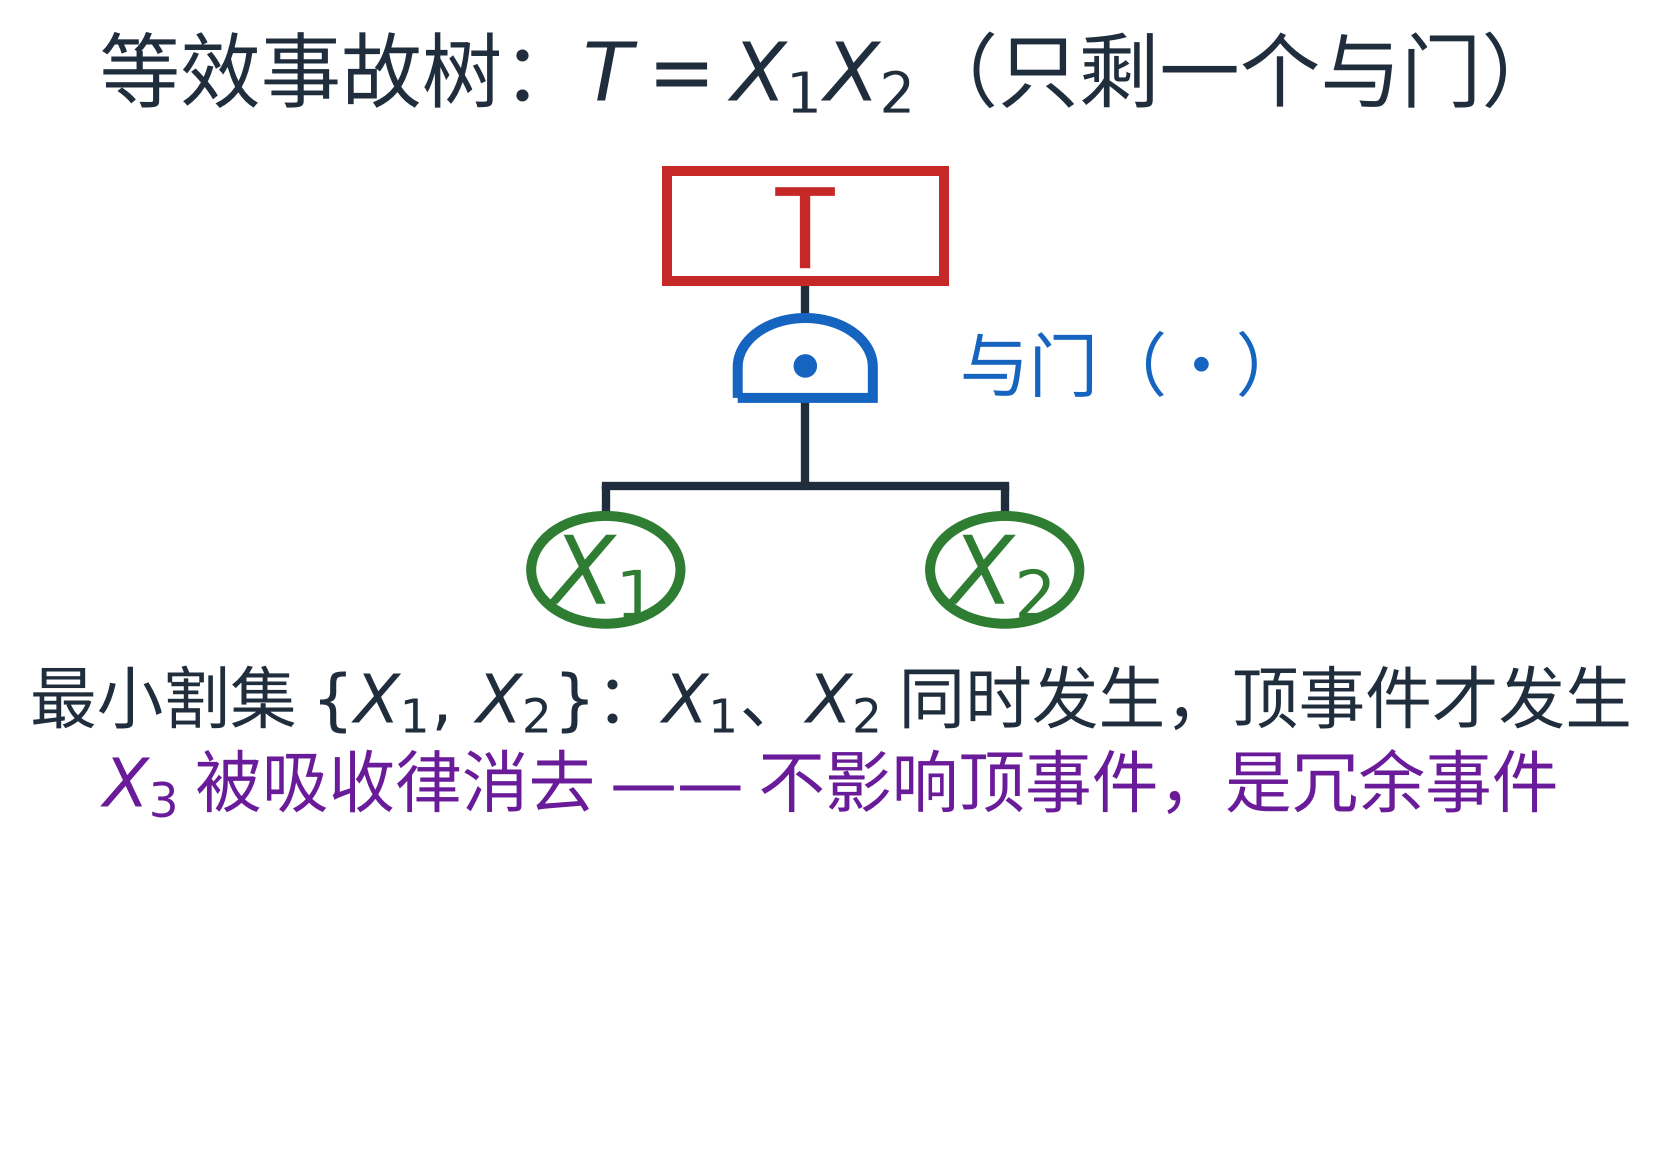 等效事故树：T = X₁X₂（只剩一个与门）
T
与门（·）
X₁
X₂
最小割集 {X₁, X₂}：X₁、X₂ 同时发生，顶事件才发生
X₃ 被吸收律消去 —— 不影响顶事件，是冗余事件